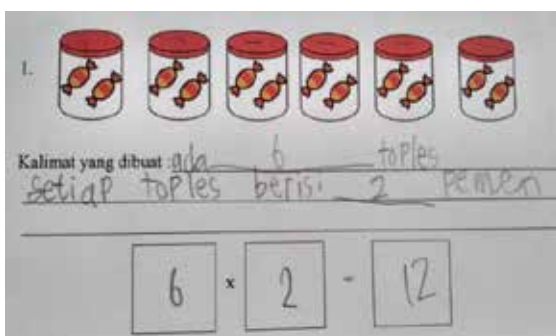 1.
Kalimat yang dibuat : ada 6 toples
setiap toples berisi 2 permen
6 x 2 = 12